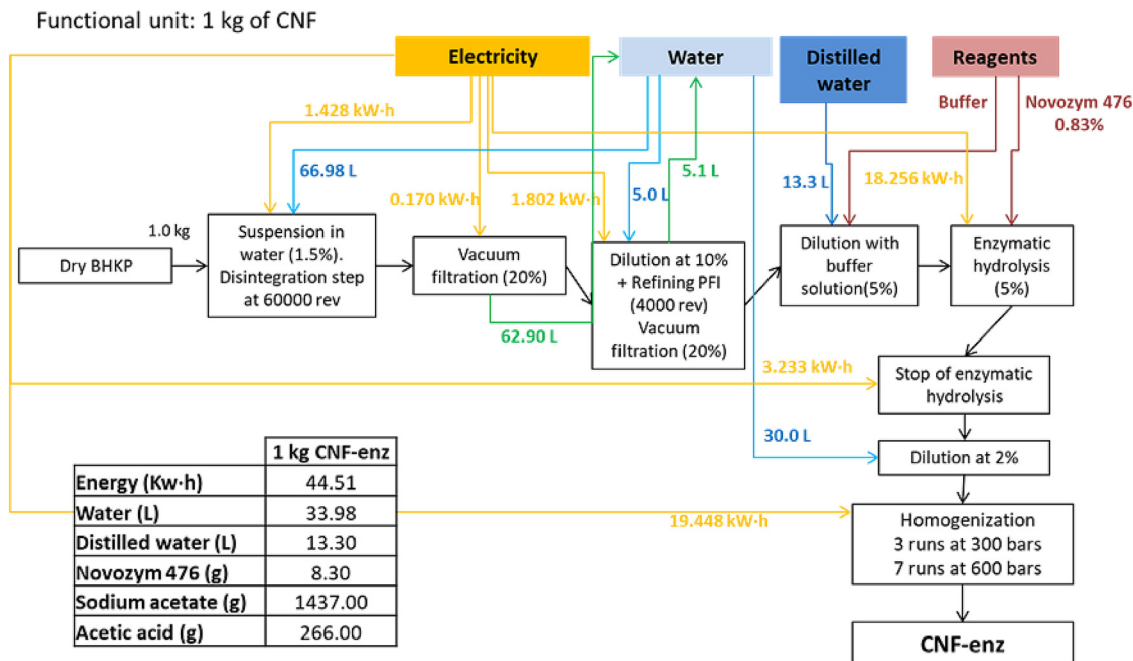 Functional unit: 1 kg of CNF
Electricity
Water
Distilled
water
Reagents
Buffer
Novozym 476
0.83%
1.428 kW·h
66.98 L
0.170 kW·h
1.802 kW·h
5.0 L
5.1 L
13.3 L
18.256 kW·h
1.0 kg
Dry BHKP
Suspension in
water (1.5%).
Disintegration step
at 60000 rev
Vacuum
filtration (20%)
62.90 L
Dilution at 10%
+ Refining PFI
(4000 rev)
Vacuum
filtration (20%)
Dilution with
buffer
solution(5%)
Enzymatic
hydrolysis
(5%)
3.233 kW·h
Stop of enzymatic
hydrolysis
30.0 L
Dilution at 2%
19.448 kW·h
Homogenization
3 runs at 300 bars
7 runs at 600 bars
CNF-enz
1 kg CNF-enz
Energy (Kw·h) 44.51
Water (L) 33.98
Distilled water (L) 13.30
Novozym 476 (g) 8.30
Sodium acetate (g) 1437.00
Acetic acid (g) 266.00